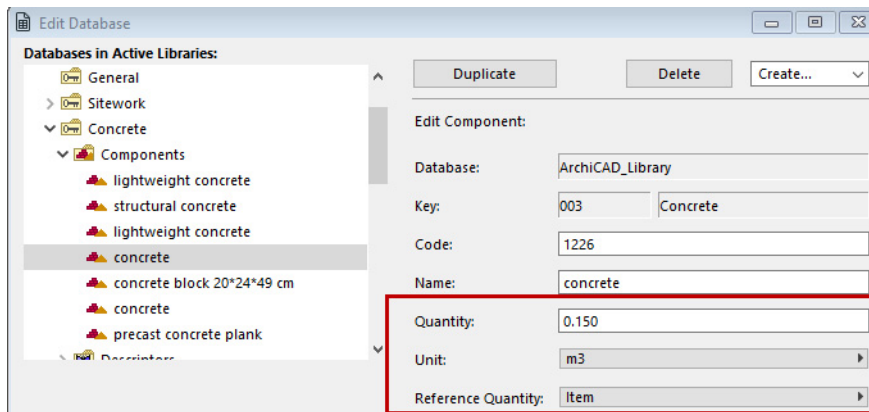 Edit Database
Databases in Active Libraries:
General
Sitework
Concrete
Components
lightweight concrete
structural concrete
lightweight concrete
concrete
concrete block 20*24*49 cm
concrete
precast concrete plank
Descriptors
Duplicate
Delete
Create...
Edit Component:
Database: ArchiCAD_Library
Key: 003 Concrete
Code: 1226
Name: concrete
Quantity: 0.150
Unit: m3
Reference Quantity: Item